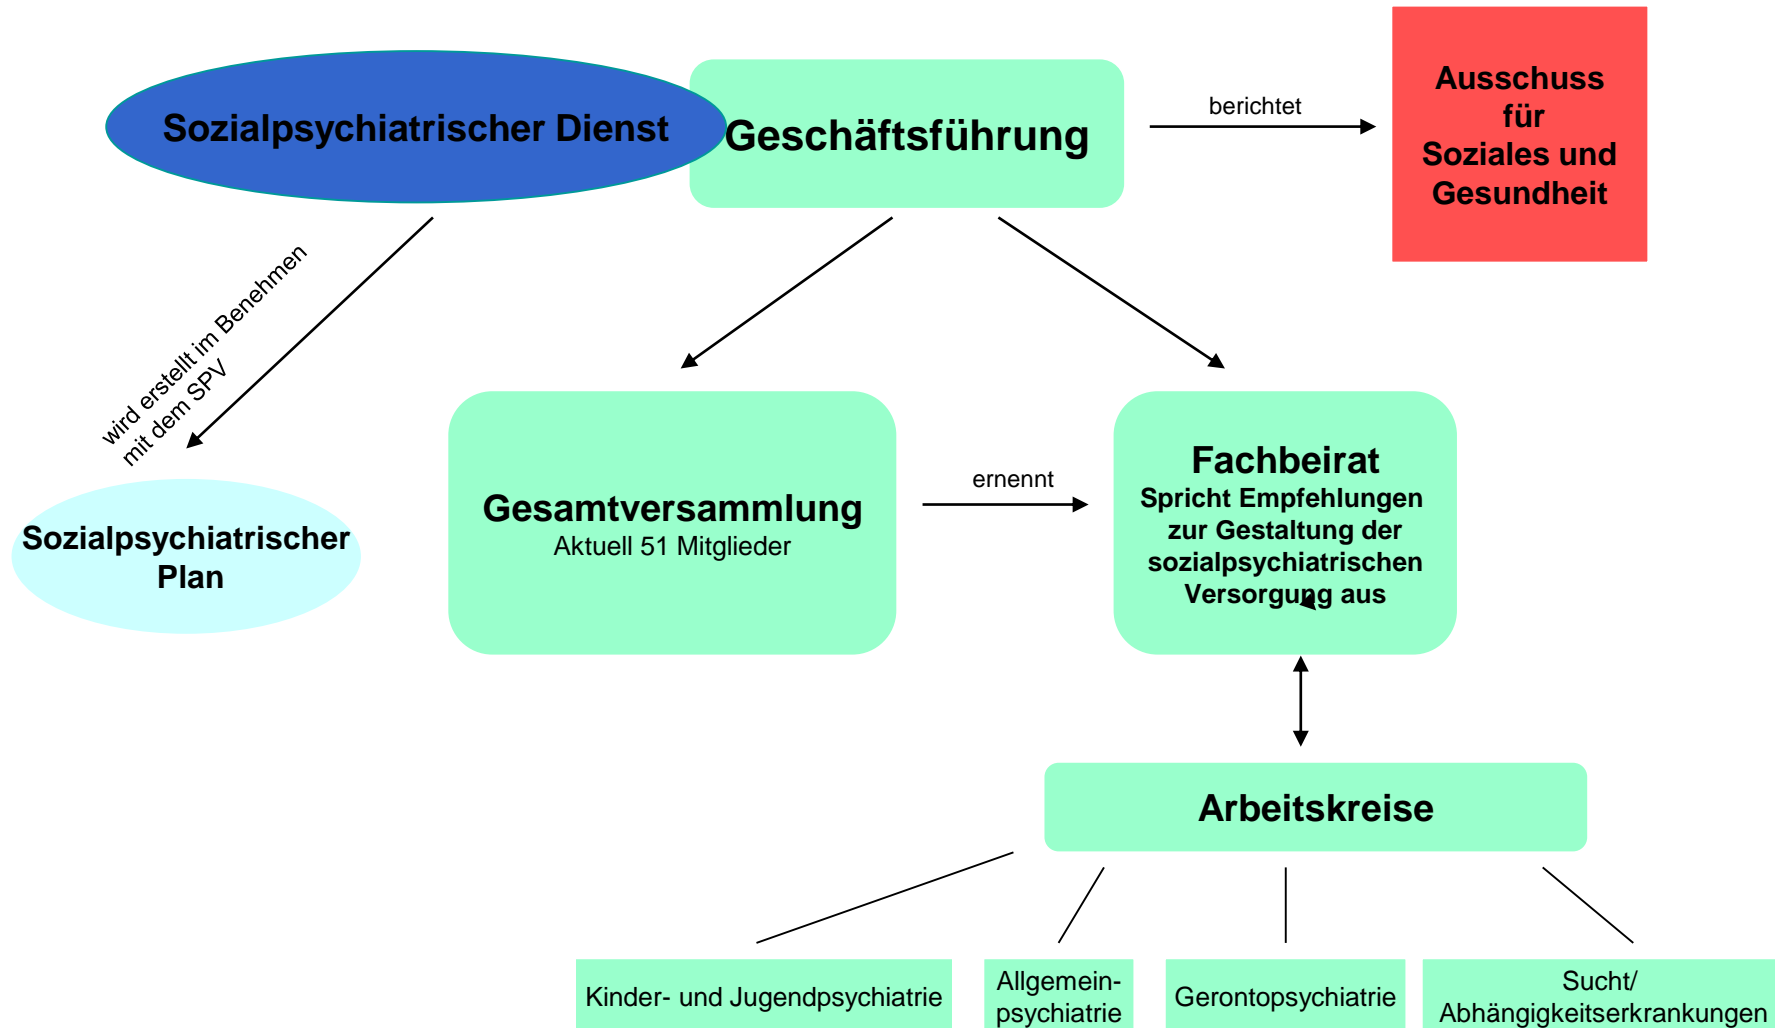 Sozialpsychiatrischer Dienst
Geschäftsführung
berichtet
Ausschuss
für
Soziales und
Gesundheit
wird erstellt im Benehmen
mit dem SPV
Sozialpsychiatrischer
Plan
Gesamtversammlung
Aktuell 51 Mitglieder
ernennt
Fachbeirat
Spricht Empfehlungen
zur Gestaltung der
sozialpsychiatrischen
Versorgung aus
Arbeitskreise
Kinder- und Jugendpsychiatrie
Allgemein-
psychiatrie
Gerontopsychiatrie
Sucht/
Abhängigkeitserkrankungen